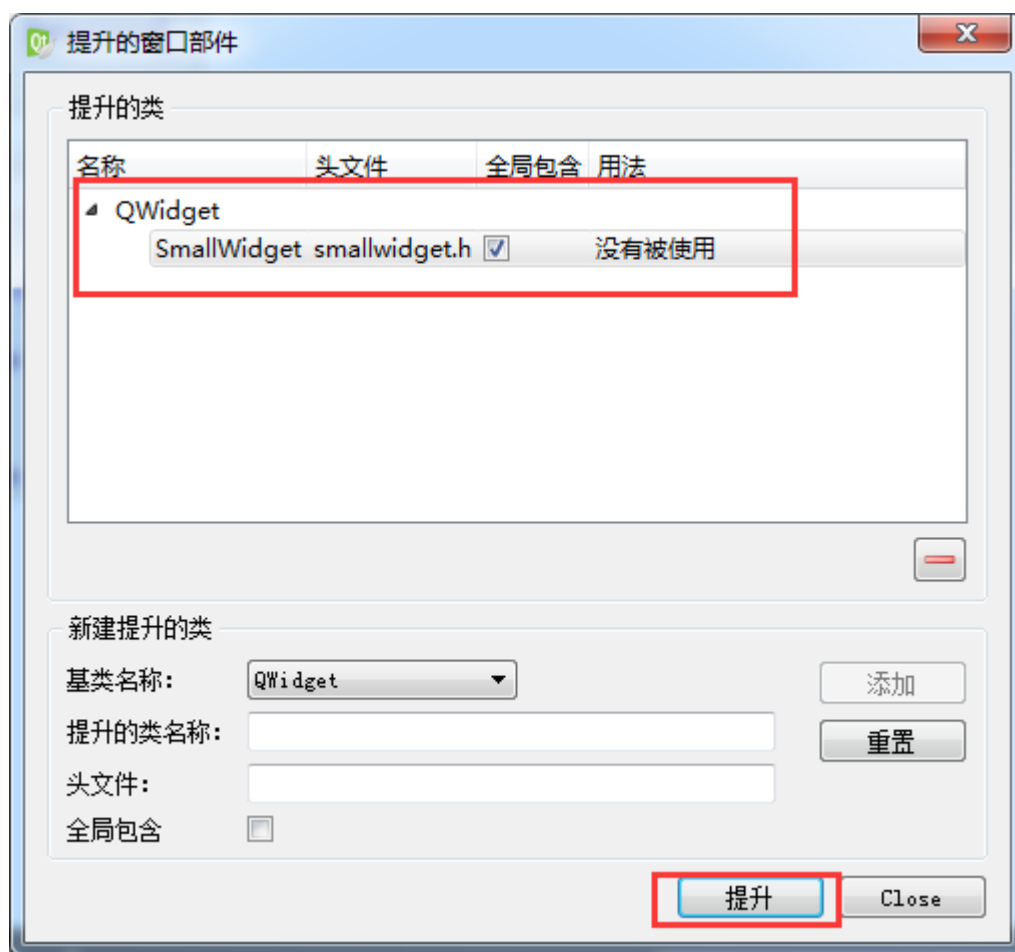 提升的窗口部件
提升的类
名称 头文件 全局包含 用法
QWidget
SmallWidget smallwidget.h 没有被使用
新建提升的类
基类名称: QWidget 添加
提升的类名称: 重置
头文件:
全局包含
提升 Close